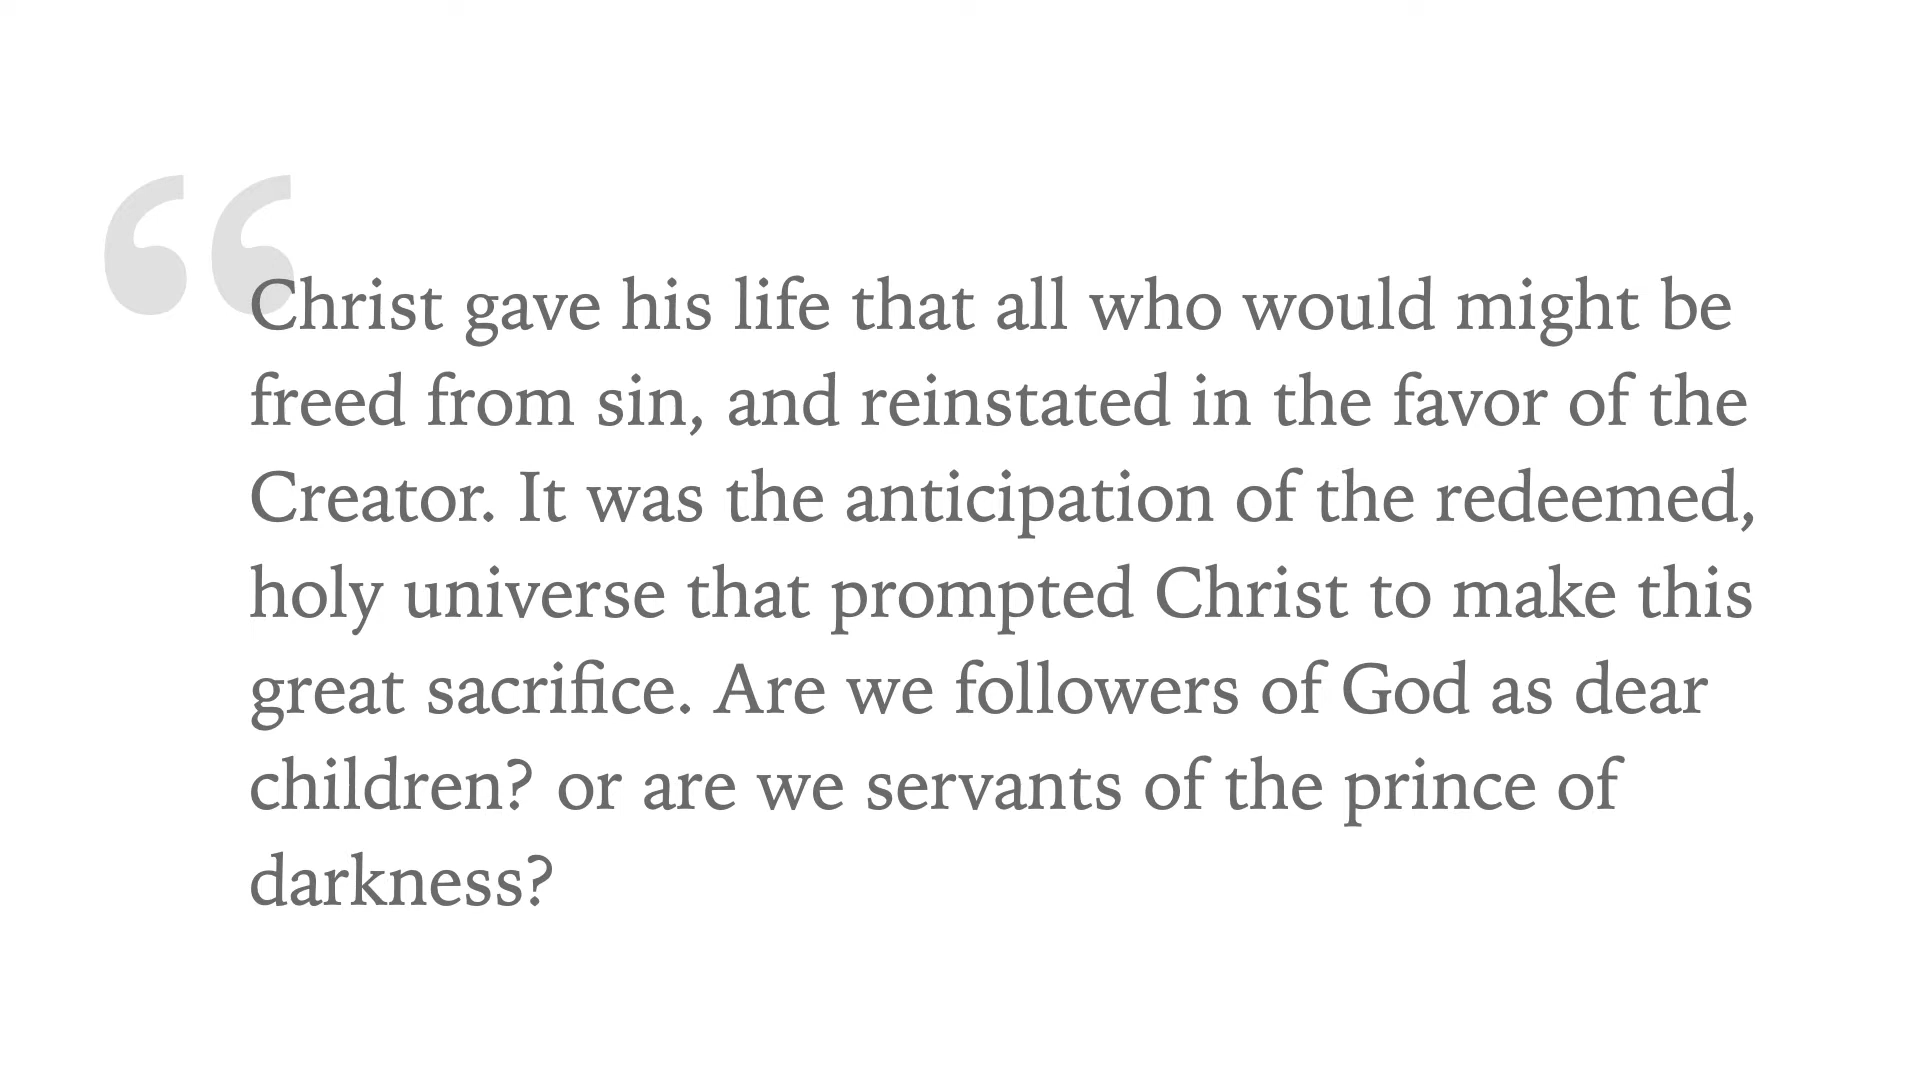 “
Christ gave his life that all who would might be
freed from sin, and reinstated in the favor of the
Creator. It was the anticipation of the redeemed,
holy universe that prompted Christ to make this
great sacrifice. Are we followers of God as dear
children? or are we servants of the prince of
darkness?